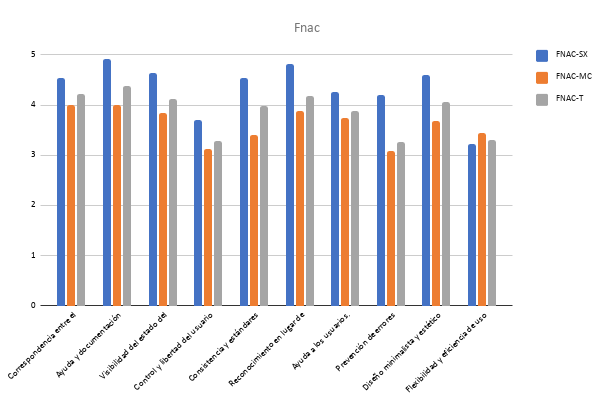 Fnac
FNAC-SX
FNAC-MC
FNAC-T
5
4
3
2
1
0
Correspondencia entre el
Ayuda y documentación
Visibilidad del estado del
Control y libertad del usuario
Consistencia y estándares
Reconocimiento en lugar de
Ayuda a los usuarios.
Prevención de errores
Diseño minimalista y estético
Flexibilidad y eficiencia de uso